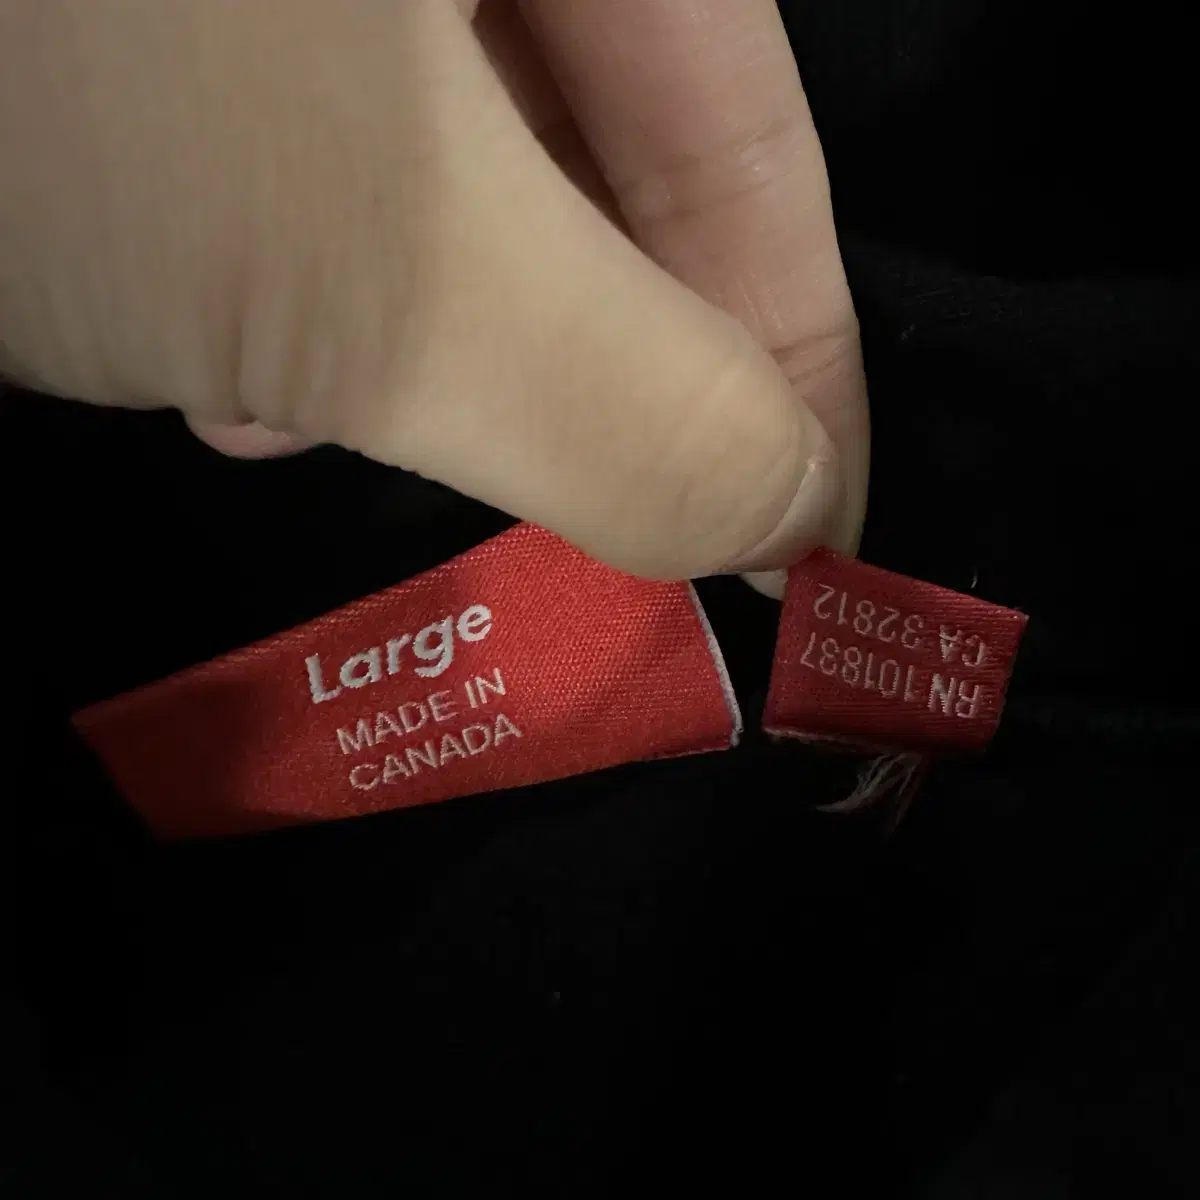 Large
MADE IN
CANADA
RN 101837
CA 32812